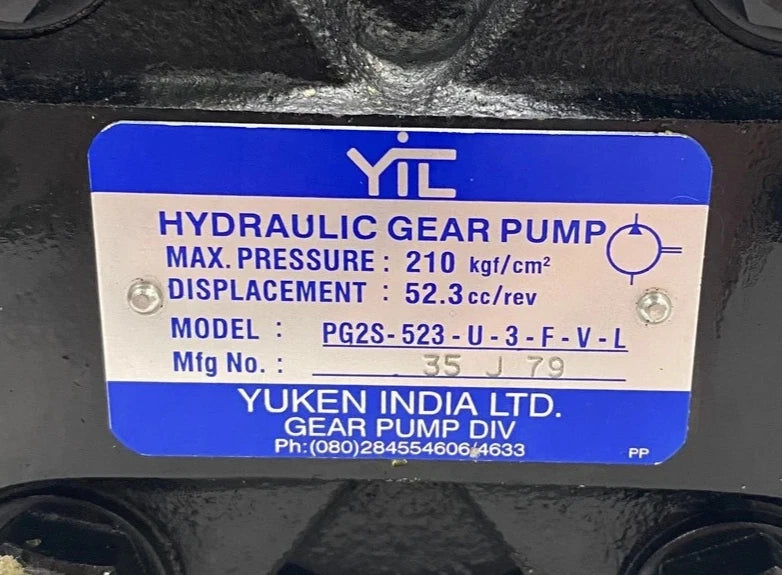 YIL
HYDRAULIC GEAR PUMP
MAX. PRESSURE : 210 kgf/cm²
DISPLACEMENT : 52.3 cc/rev
MODEL : PG2S-523-U-3-F-V-L
Mfg No. : 35 J 79
YUKEN INDIA LTD.
GEAR PUMP DIV
Ph:(080)284554606/4633
PP